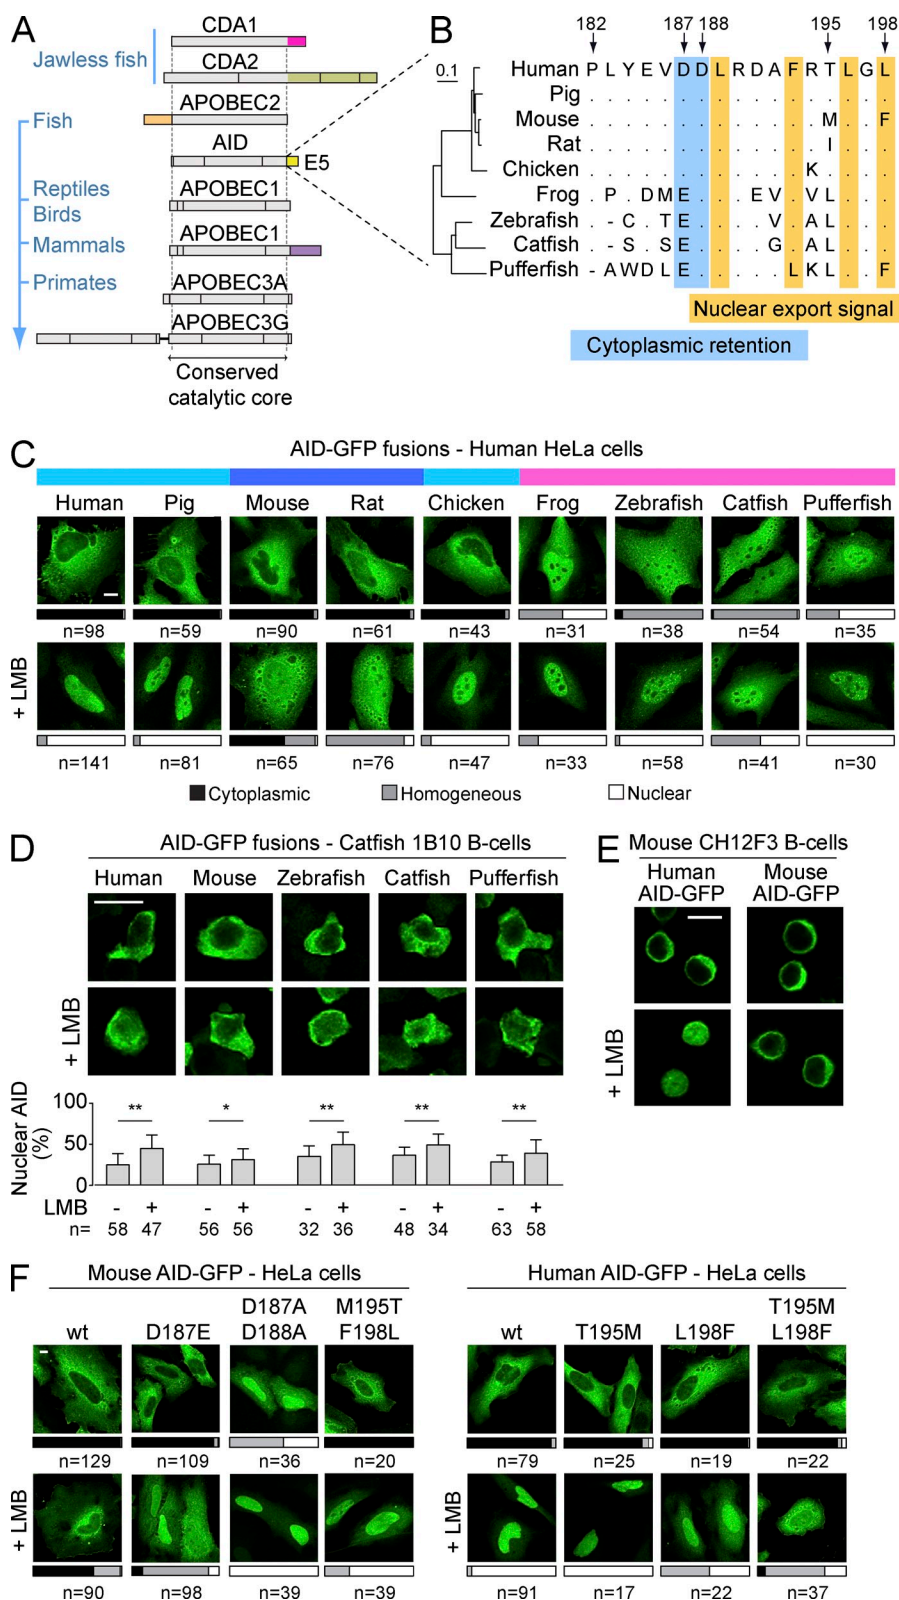 A
CDA1
Jawless fish
CDA2
APOBEC2
Fish
AID
E5
Reptiles
Birds
APOBEC1
Mammals
APOBEC1
Primates
APOBEC3A
APOBEC3G
Conserved
catalytic core
B
182 187 188 195 198
0.1
Human P L Y E V D D L R D A F R T L G L
Pig . . . . . . . . . . . . . . . . .
Mouse . . . . . . . . . . . . . M . . F
Rat . . . . . . . . . . . . . I . . .
Chicken . . . . . . . . . . . . K . . . .
Frog . P . D M E . . . E V . V L . . .
Zebrafish . - C . T E . . . . V . A L . . .
Catfish . - S . S E . . . . G . A L . . .
Pufferfish - A W D L E . . . . . L K L . . F
Nuclear export signal
Cytoplasmic retention
C
AID-GFP fusions - Human HeLa cells
Human Pig Mouse Rat Chicken Frog Zebrafish Catfish Pufferfish
n=98 n=59 n=90 n=61 n=43 n=31 n=38 n=54 n=35
+ LMB
n=141 n=81 n=65 n=76 n=47 n=33 n=58 n=41 n=30
Cytoplasmic Homogeneous Nuclear
D
AID-GFP fusions - Catfish 1B10 B-cells
Human Mouse Zebrafish Catfish Pufferfish
+ LMB
Nuclear AID
(%)
100
50
0
** * ** ** **
LMB - + - + - + - + - +
n= 58 47 56 56 32 36 48 34 63 58
E
Mouse CH12F3 B-cells
Human Mouse
AID-GFP AID-GFP
+ LMB
F
Mouse AID-GFP - HeLa cells
D187A M195T
wt D187E D188A F198L
n=129 n=109 n=36 n=20
+ LMB
n=90 n=98 n=39 n=39
Human AID-GFP - HeLa cells
T195M
wt T195M L198F L198F
n=79 n=25 n=19 n=22
+ LMB
n=91 n=17 n=22 n=37